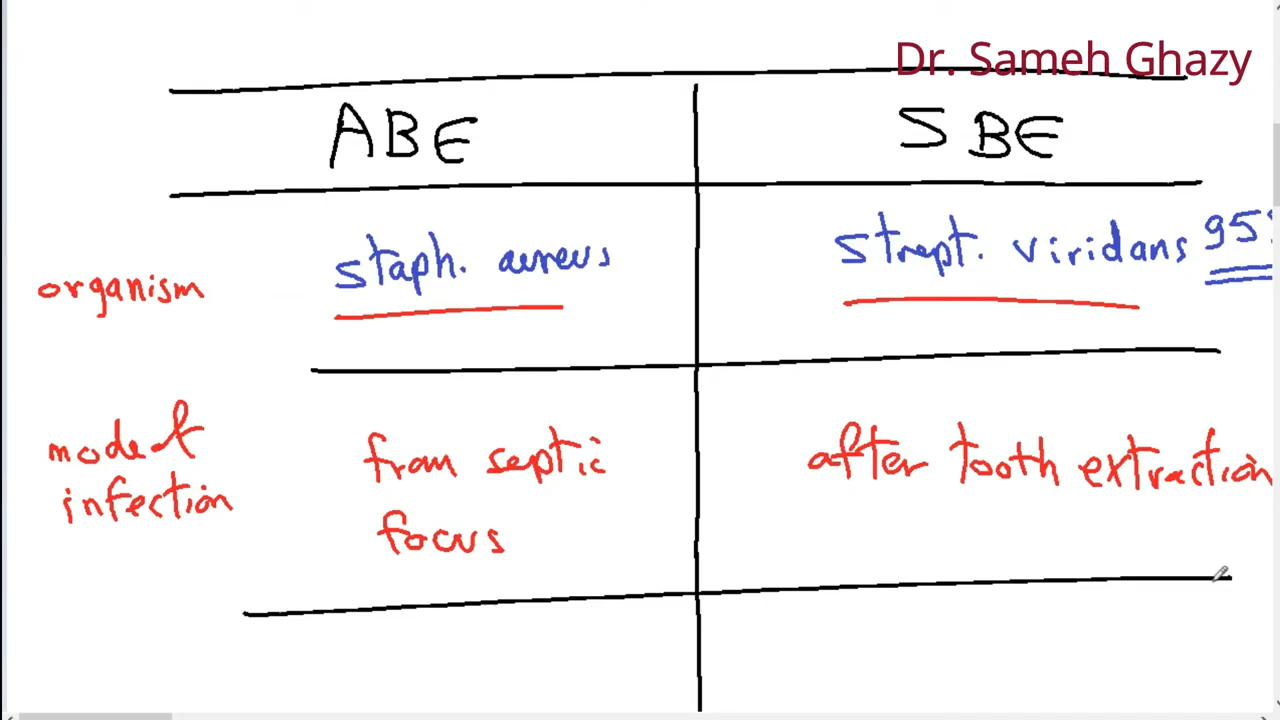 Dr. Sameh Ghazy
ABE SBE
organism staph. aureus strept. viridans 95%
mode of from septic after tooth extraction
infection focus